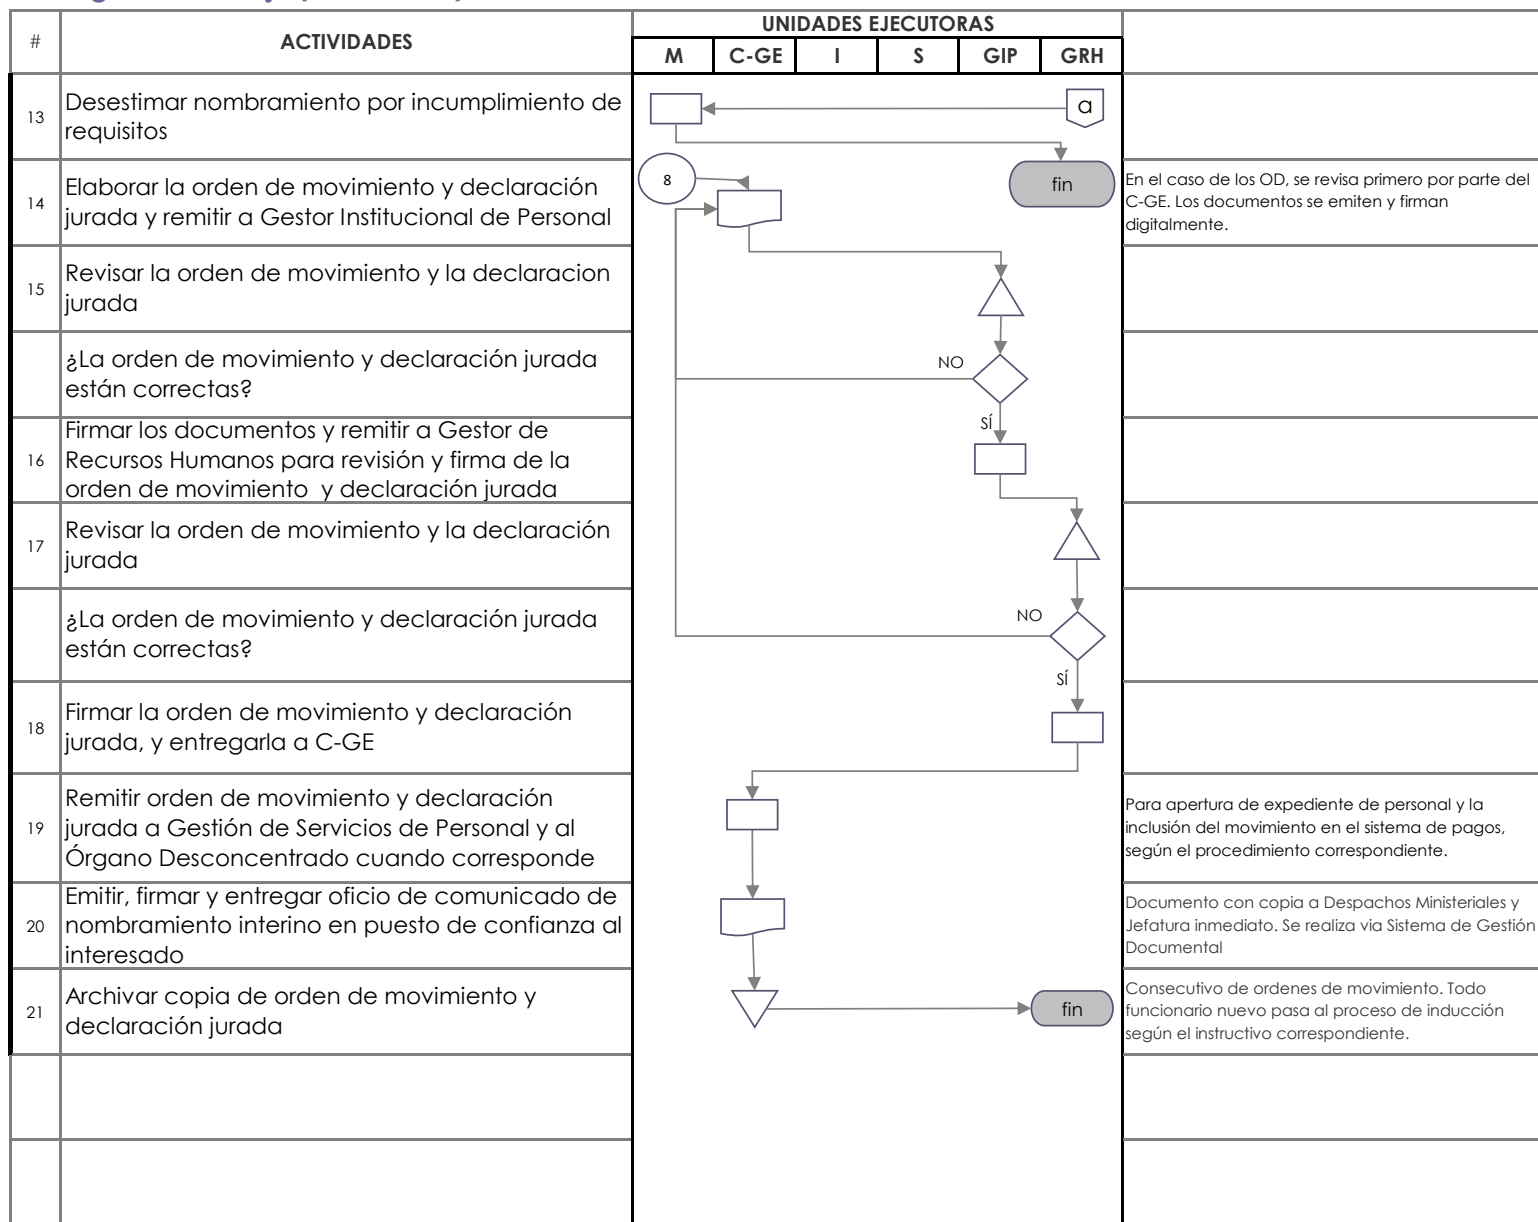 #
ACTIVIDADES
UNIDADES EJECUTORAS
M
C-GE
I
S
GIP
GRH
13
Desestimar nombramiento por incumplimiento de
requisitos
a
14
Elaborar la orden de movimiento y declaración
jurada y remitir a Gestor Institucional de Personal
8
fin
En el caso de los OD, se revisa primero por parte del
C-GE. Los documentos se emiten y firman
digitalmente.
15
Revisar la orden de movimiento y la declaracion
jurada
¿La orden de movimiento y declaración jurada
están correctas?
NO
SÍ
16
Firmar los documentos y remitir a Gestor de
Recursos Humanos para revisión y firma de la
orden de movimiento  y declaración jurada
17
Revisar la orden de movimiento y la declaración
jurada
¿La orden de movimiento y declaración jurada
están correctas?
NO
SÍ
18
Firmar la orden de movimiento y declaración
jurada, y entregarla a C-GE
19
Remitir orden de movimiento y declaración
jurada a Gestión de Servicios de Personal y al
Órgano Desconcentrado cuando corresponde
Para apertura de expediente de personal y la
inclusión del movimiento en el sistema de pagos,
según el procedimiento correspondiente.
20
Emitir, firmar y entregar oficio de comunicado de
nombramiento interino en puesto de confianza al
interesado
Documento con copia a Despachos Ministeriales y
Jefatura inmediato. Se realiza via Sistema de Gestión
Documental
21
Archivar copia de orden de movimiento y
declaración jurada
fin
Consecutivo de ordenes de movimiento. Todo
funcionario nuevo pasa al proceso de inducción
según el instructivo correspondiente.